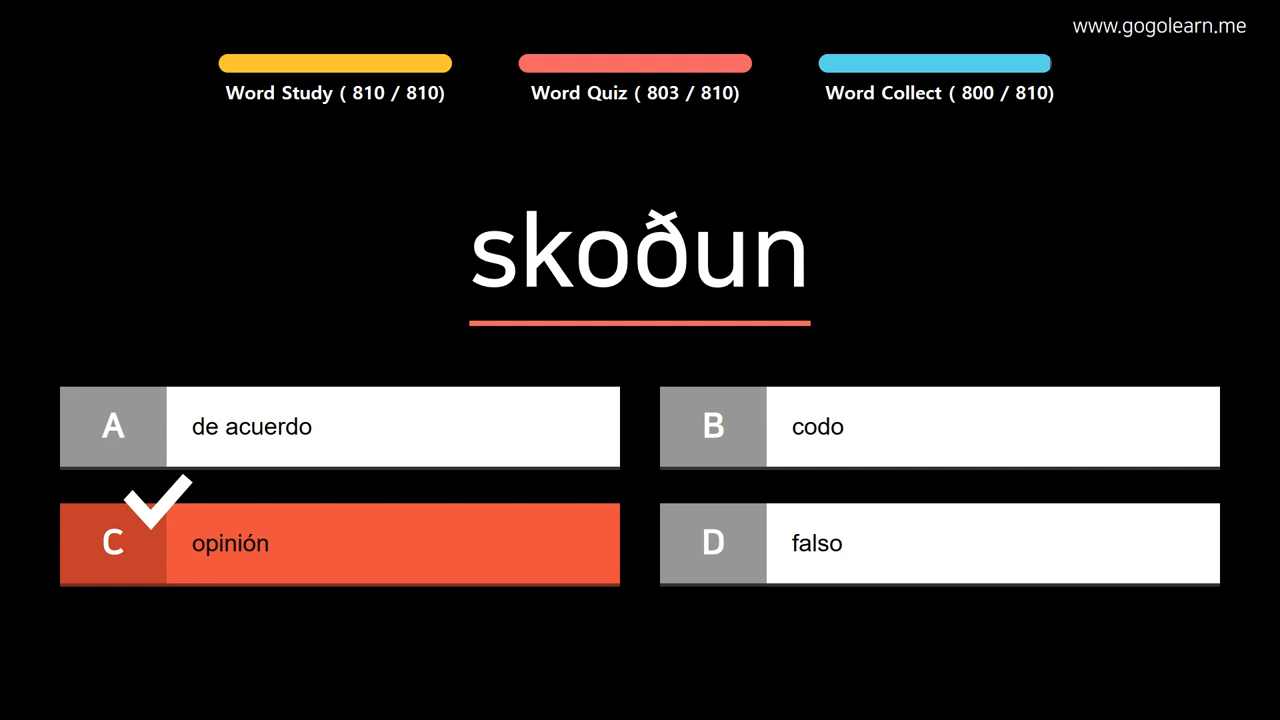 www.gogolearn.me
Word Study ( 810 / 810)
Word Quiz ( 803 / 810)
Word Collect ( 800 / 810)
skoðun
A
de acuerdo
B
codo
C
opinión
D
falso